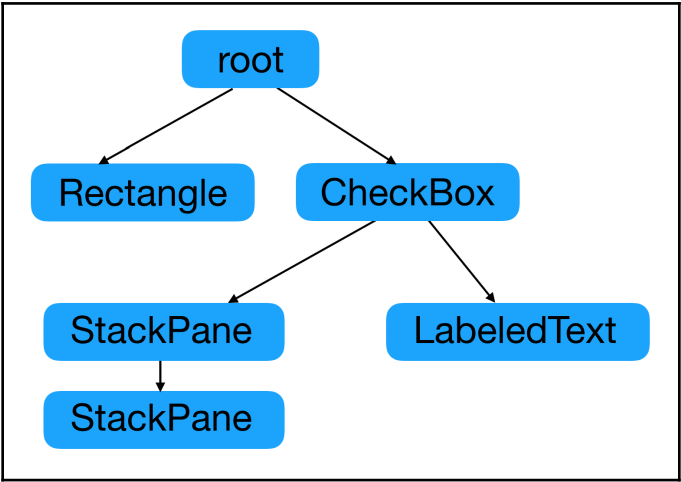 root
Rectangle
CheckBox
StackPane
LabeledText
StackPane